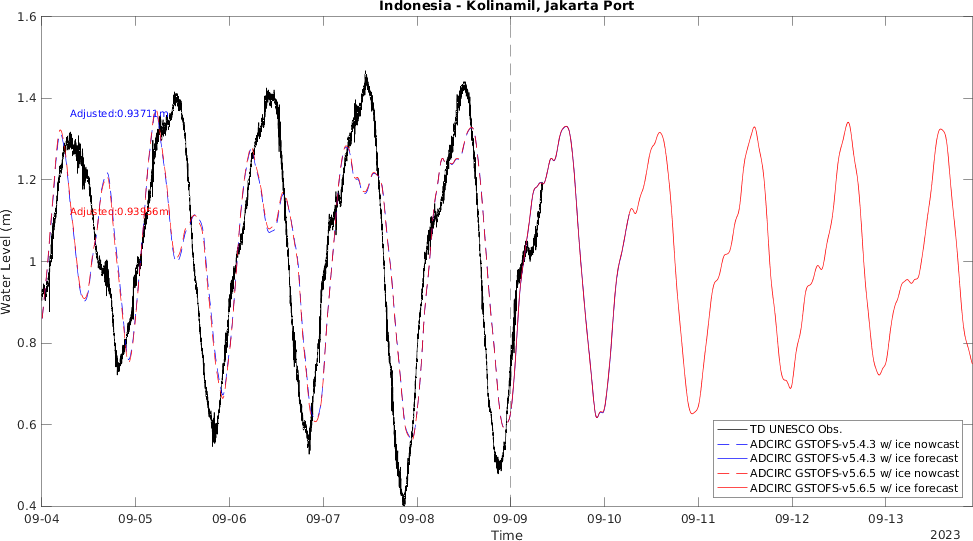 Indonesia - Kolinamil, Jakarta Port
1.6
1.4
1.2
1
0.8
0.6
0.4
Water Level (m)
Adjusted:0.93711m
Adjusted:0.93956m
TD UNESCO Obs.
ADCIRC GSTOFS-v5.4.3 w/ ice nowcast
ADCIRC GSTOFS-v5.4.3 w/ ice forecast
ADCIRC GSTOFS-v5.6.5 w/ ice nowcast
ADCIRC GSTOFS-v5.6.5 w/ ice forecast
09-04 09-05 09-06 09-07 09-08 09-09 09-10 09-11 09-12 09-13
Time
2023